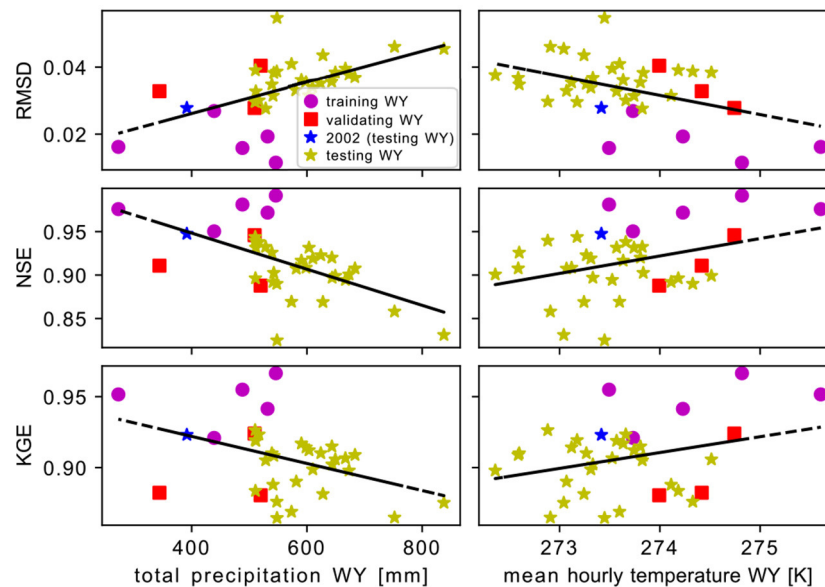 RMSD
0.04
0.02
training WY
validating WY
2002 (testing WY)
testing WY
NSE
0.95
0.90
0.85
KGE
0.95
0.90
400
600
800
273
274
275
total precipitation WY [mm]
mean hourly temperature WY [K]